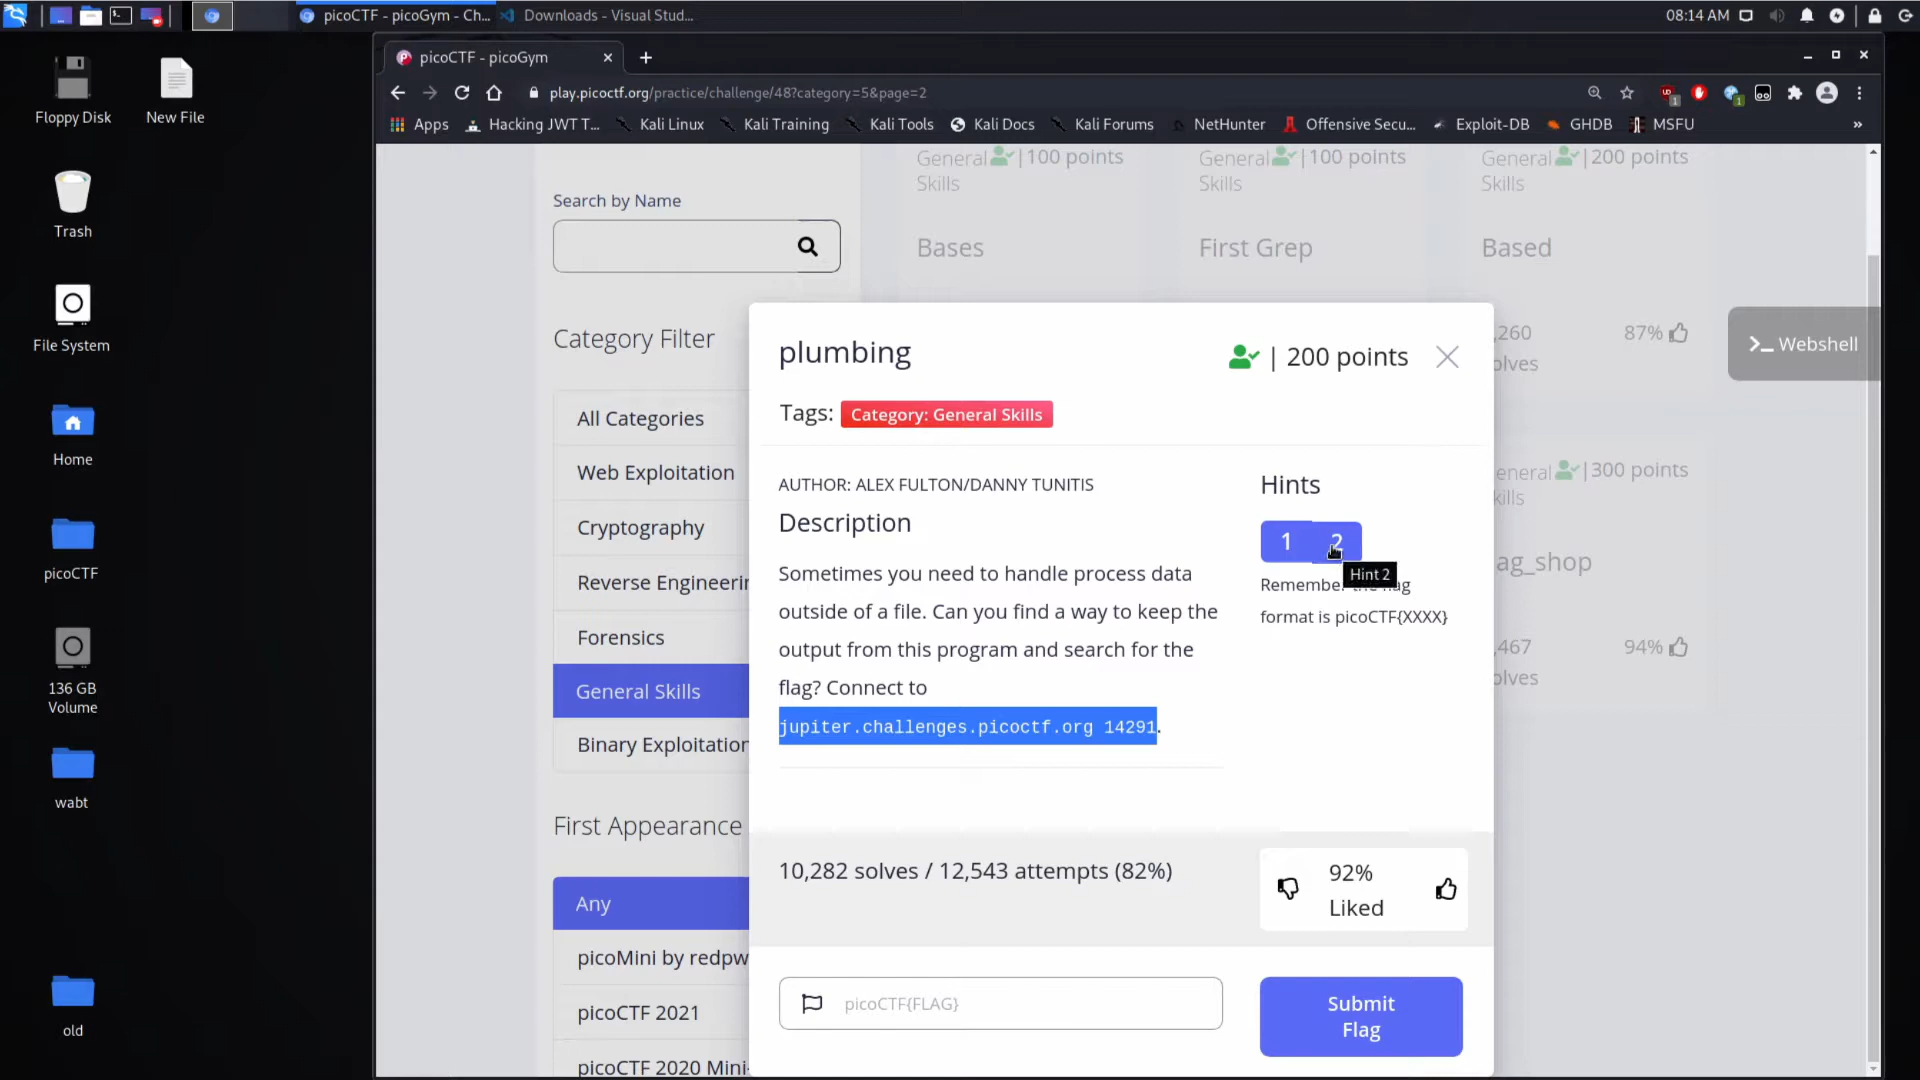 picoCTF - picoGym - Ch...
Downloads - Visual Stud...
08:14 AM
Floppy Disk
New File
Trash
File System
Home
picoCTF
136 GB
Volume
wabt
old
picoCTF - picoGym
play.picoctf.org/practice/challenge/48?category=5&page=2
Apps
Hacking JWT T...
Kali Linux
Kali Training
Kali Tools
Kali Docs
Kali Forums
NetHunter
Offensive Secu...
Exploit-DB
GHDB
MSFU
»
Search by Name
Category Filter
All Categories
Web Exploitation
Cryptography
Reverse Engineerin
Forensics
General Skills
Binary Exploitation
First Appearance
Any
picoMini by redpw
picoCTF 2021
picoCTF 2020 Mini-
General | 100 points
Skills
Bases
General | 100 points
Skills
First Grep
General | 200 points
Skills
Based
,260 87%
olves
eneral | 300 points
kills
ag_shop
,467 94%
olves
>_ Webshell
plumbing
| 200 points
Tags: Category: General Skills
AUTHOR: ALEX FULTON/DANNY TUNITIS
Description
Sometimes you need to handle process data
outside of a file. Can you find a way to keep the
output from this program and search for the
flag? Connect to
jupiter.challenges.picoctf.org 14291.
Hints
1 2
Hint 2
Remember the flag
format is picoCTF{XXXX}
10,282 solves / 12,543 attempts (82%)
92%
Liked
picoCTF{FLAG}
Submit
Flag